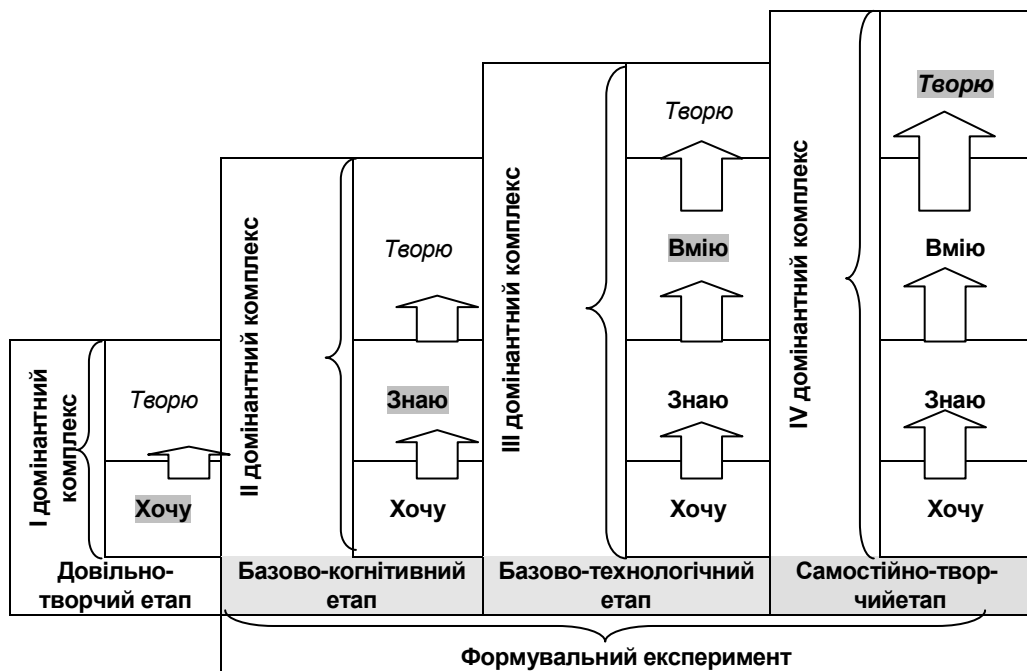 І домінантний
комплекс
Творю
Хочу
Довільно-
творчий етап
ІІ домінантний комплекс
Творю
Знаю
Хочу
Базово-когнітивний
етап
ІІІ домінантний комплекс
Творю
Вмію
Знаю
Хочу
Базово-технологічний
етап
IV домінантний комплекс
Творю
Вмію
Знаю
Хочу
Самостійно-твор-
чийетап
Формувальний експеримент